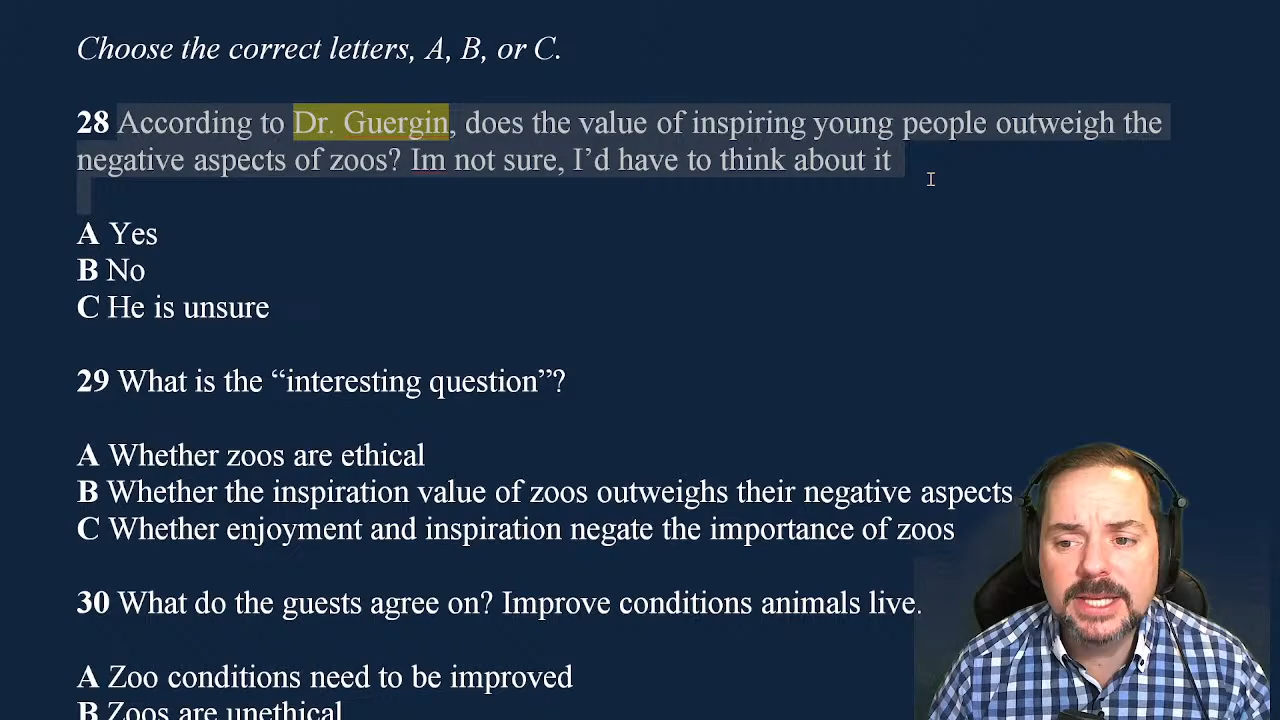 Choose the correct letters, A, B, or C.
28 According to Dr. Guergin, does the value of inspiring young people outweigh the
negative aspects of zoos? Im not sure, I’d have to think about it
A Yes
B No
C He is unsure
29 What is the “interesting question”?
A Whether zoos are ethical
B Whether the inspiration value of zoos outweighs their negative aspects
C Whether enjoyment and inspiration negate the importance of zoos
30 What do the guests agree on? Improve conditions animals live.
A Zoo conditions need to be improved
B Zoos are unethical